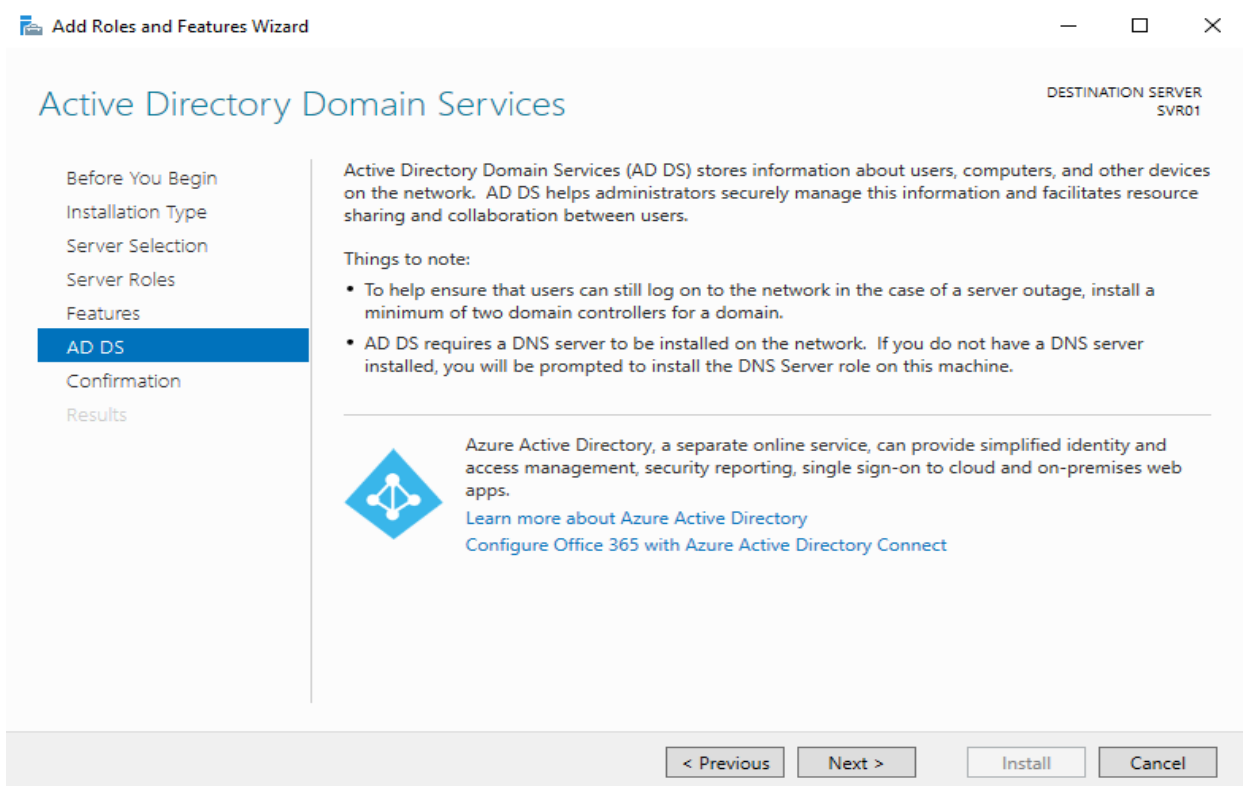 Add Roles and Features Wizard
Active Directory Domain Services
DESTINATION SERVER
SVR01
Before You Begin
Installation Type
Server Selection
Server Roles
Features
AD DS
Confirmation
Results
Active Directory Domain Services (AD DS) stores information about users, computers, and other devices
on the network. AD DS helps administrators securely manage this information and facilitates resource
sharing and collaboration between users.
Things to note:
• To help ensure that users can still log on to the network in the case of a server outage, install a
minimum of two domain controllers for a domain.
• AD DS requires a DNS server to be installed on the network. If you do not have a DNS server
installed, you will be prompted to install the DNS Server role on this machine.
Azure Active Directory, a separate online service, can provide simplified identity and
access management, security reporting, single sign-on to cloud and on-premises web
apps.
Learn more about Azure Active Directory
Configure Office 365 with Azure Active Directory Connect
< Previous
Next >
Install
Cancel